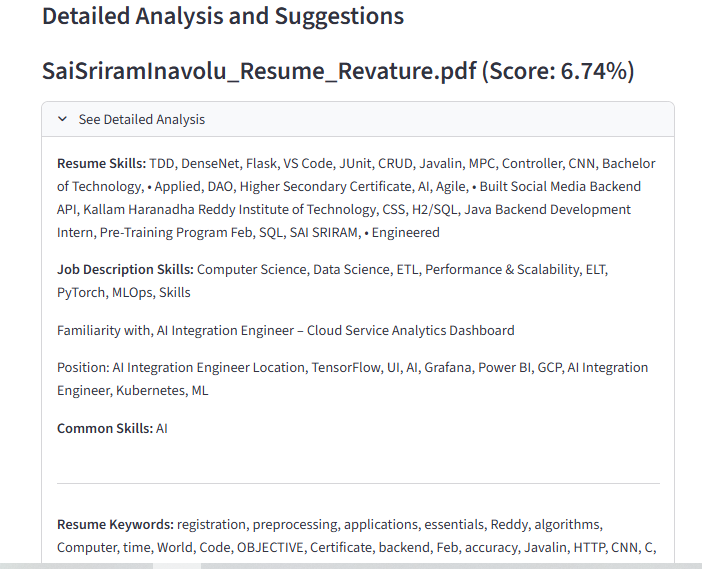 Detailed Analysis and Suggestions
SaiSriramInavolu_Resume_Revature.pdf (Score: 6.74%)
See Detailed Analysis
Resume Skills: TDD, DenseNet, Flask, VS Code, JUnit, CRUD, Javalin, MPC, Controller, CNN, Bachelor
of Technology, • Applied, DAO, Higher Secondary Certificate, AI, Agile, • Built Social Media Backend
API, Kallam Haranadha Reddy Institute of Technology, CSS, H2/SQL, Java Backend Development
Intern, Pre-Training Program Feb, SQL, SAI SRIRAM, • Engineered
Job Description Skills: Computer Science, Data Science, ETL, Performance & Scalability, ELT,
PyTorch, MLOps, Skills
Familiarity with, AI Integration Engineer – Cloud Service Analytics Dashboard
Position: AI Integration Engineer Location, TensorFlow, UI, AI, Grafana, Power BI, GCP, AI Integration
Engineer, Kubernetes, ML
Common Skills: AI
Resume Keywords: registration, preprocessing, applications, essentials, Reddy, algorithms,
Computer, time, World, Code, OBJECTIVE, Certificate, backend, Feb, accuracy, Javalin, HTTP, CNN, C,